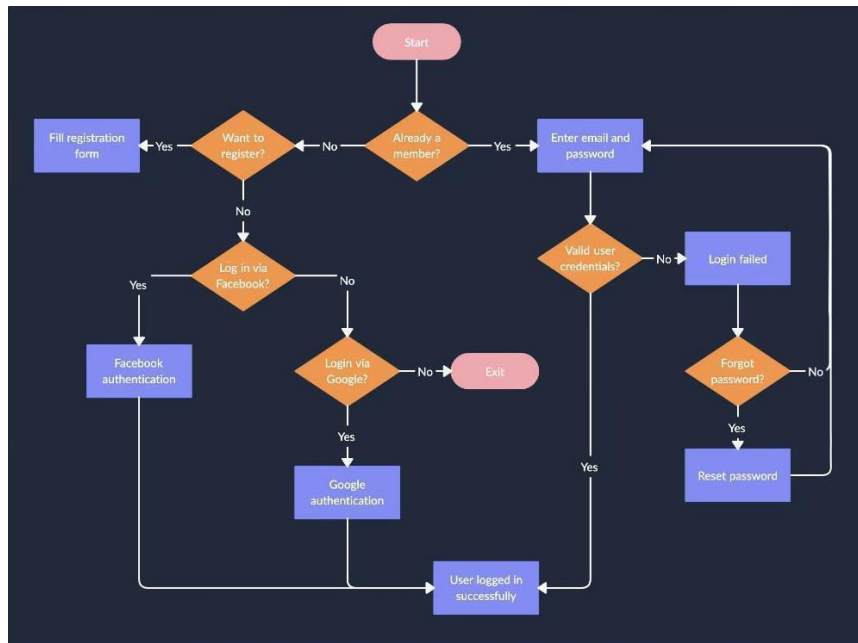 Start
Fill registration
form
Yes
Want to
register?
No
Already a
member?
Yes
Enter email and
password
No
Log in via
Facebook?
Yes
No
Valid user
credentials?
No
Login failed
Facebook
authentication
Login via
Google?
No
Exit
Forgot
password?
No
Yes
Yes
Yes
Google
authentication
Reset password
User logged in
successfully